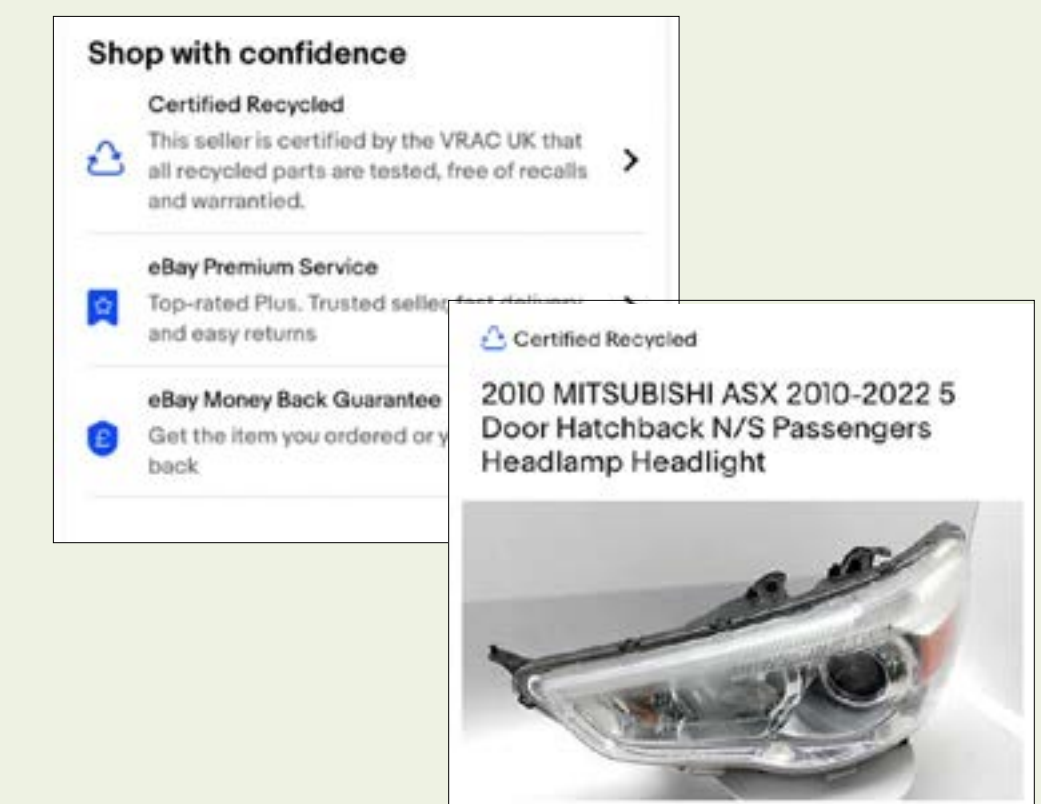 Shop with confidence
Certified Recycled
This seller is certified by the VRAC UK that
all recycled parts are tested, free of recalls
and warrantied.
eBay Premium Service
Top-rated Plus. Trusted seller, fast delivery
and easy returns
eBay Money Back Guarantee
Get the item you ordered or y
back
Certified Recycled
2010 MITSUBISHI ASX 2010-2022 5
Door Hatchback N/S Passengers
Headlamp Headlight